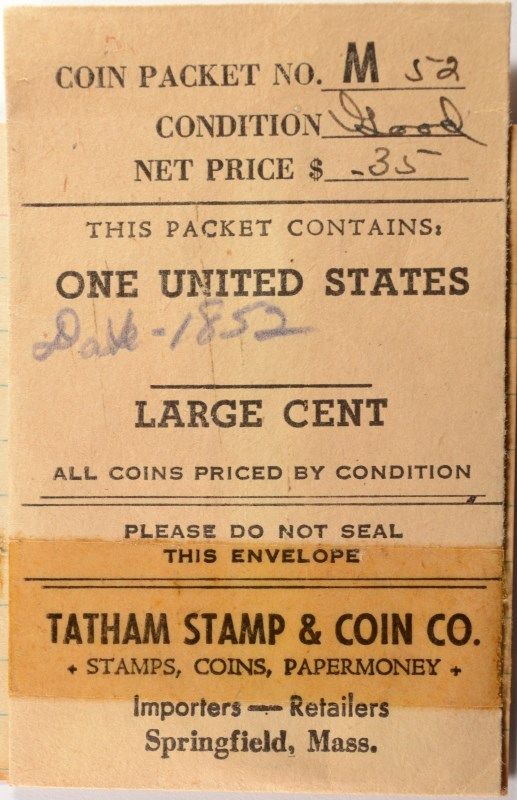 COIN PACKET NO. M 52
CONDITION Good
NET PRICE $ .35
THIS PACKET CONTAINS:
ONE UNITED STATES
Date - 1852
LARGE CENT
ALL COINS PRICED BY CONDITION
PLEASE DO NOT SEAL
THIS ENVELOPE
TATHAM STAMP & COIN CO.
+ STAMPS, COINS, PAPERMONEY +
Importers — Retailers
Springfield, Mass.